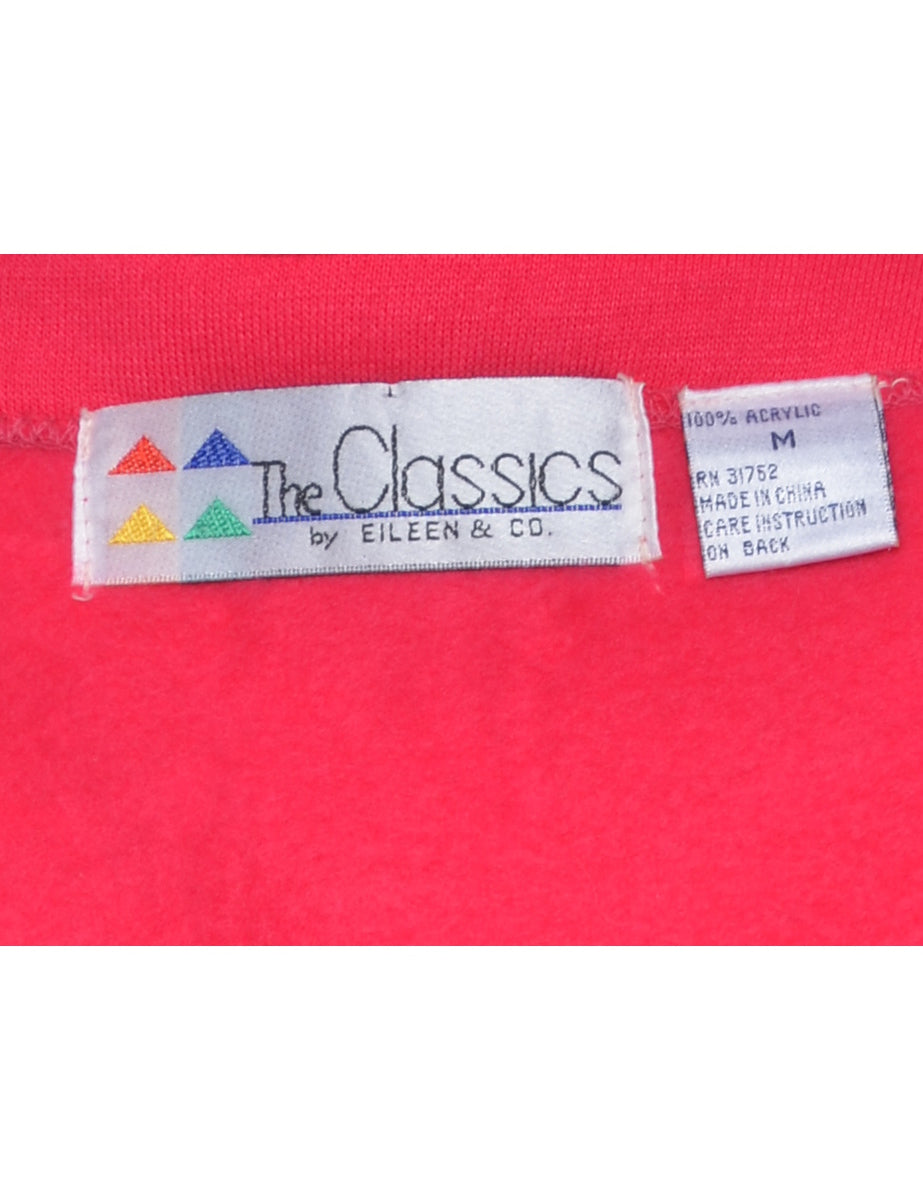 The Classics
by EILEEN & CO.
100% ACRYLIC
M
RN 31752
MADE IN CHINA
CARE INSTRUCTION
ON BACK